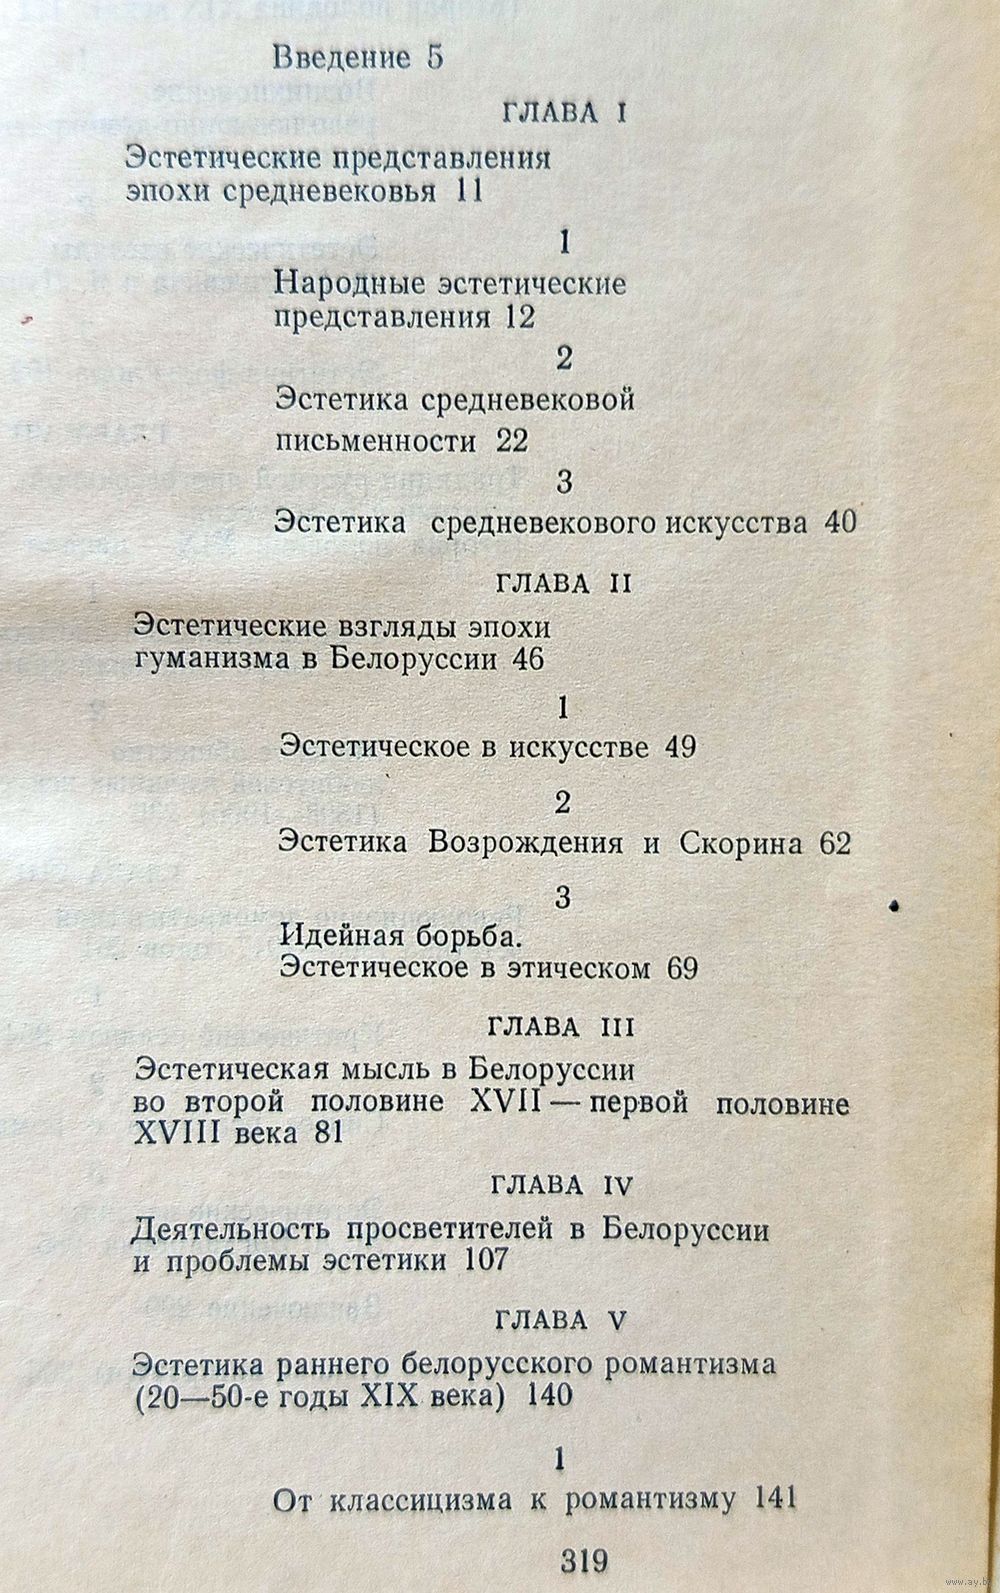 Введение 5
ГЛАВА I
Эстетические представления
эпохи средневековья 11
1
Народные эстетические
представления 12
2
Эстетика средневековой
письменности 22
3
Эстетика средневекового искусства 40
ГЛАВА II
Эстетические взгляды эпохи
гуманизма в Белоруссии 46
1
Эстетическое в искусстве 49
2
Эстетика Возрождения и Скорина 62
3
Идейная борьба.
Эстетическое в этическом 69
ГЛАВА III
Эстетическая мысль в Белоруссии
во второй половине XVII — первой половине
XVIII века 81
ГЛАВА IV
Деятельность просветителей в Белоруссии
и проблемы эстетики 107
ГЛАВА V
Эстетика раннего белорусского романтизма
(20—50-е годы XIX века) 140
1
От классицизма к романтизму 141
319